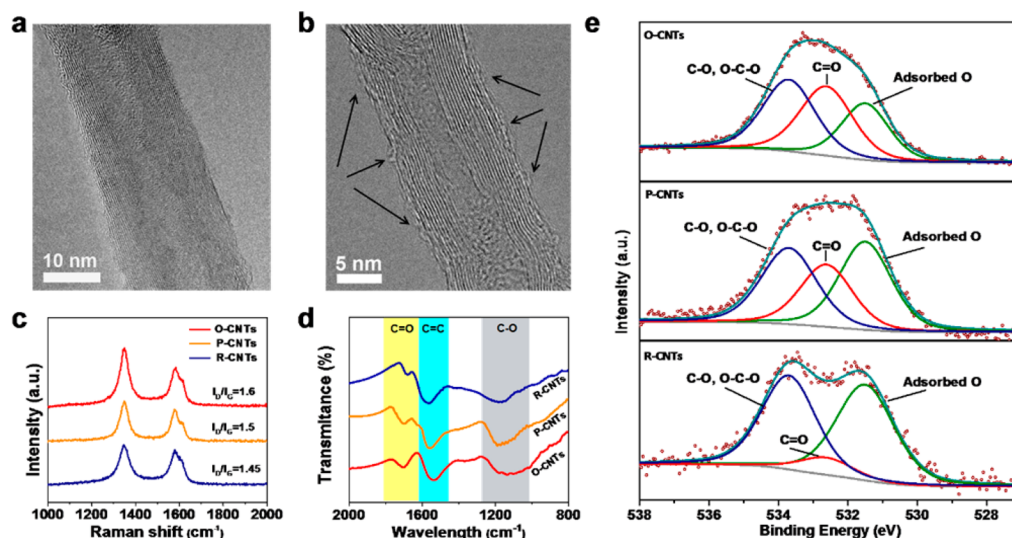 a
10 nm
b
5 nm
c
O-CNTs
P-CNTs
R-CNTs
I_D/I_G=1.6
I_D/I_G=1.5
I_D/I_G=1.45
Intensity (a.u.)
1000 1200 1400 1600 1800 2000
Raman shift (cm⁻¹)
d
C=O C=C C-O
R-CNTs
P-CNTs
O-CNTs
Transmitance (%)
2000 1600 1200 800
Wavelength (cm⁻¹)
e
O-CNTs
C-O, O-C-O
C=O
Adsorbed O
P-CNTs
C-O, O-C-O
C=O
Adsorbed O
R-CNTs
C-O, O-C-O
C=O
Adsorbed O
Intensity (a.u.)
538 536 534 532 530 528
Binding Energy (eV)